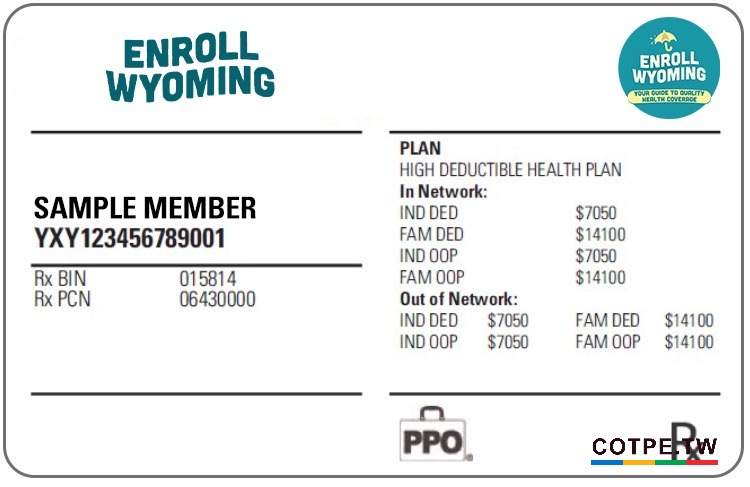 ENROLL
WYOMING
ENROLL
WYOMING
YOUR GUIDE TO QUALITY
HEALTH COVERAGE
SAMPLE MEMBER
YXY123456789001
Rx BIN 015814
Rx PCN 06430000
PLAN
HIGH DEDUCTIBLE HEALTH PLAN
In Network:
IND DED $7050
FAM DED $14100
IND OOP $7050
FAM OOP $14100
Out of Network:
IND DED $7050 FAM DED $14100
IND OOP $7050 FAM OOP $14100
PPO®
Rx
COTPE.TW